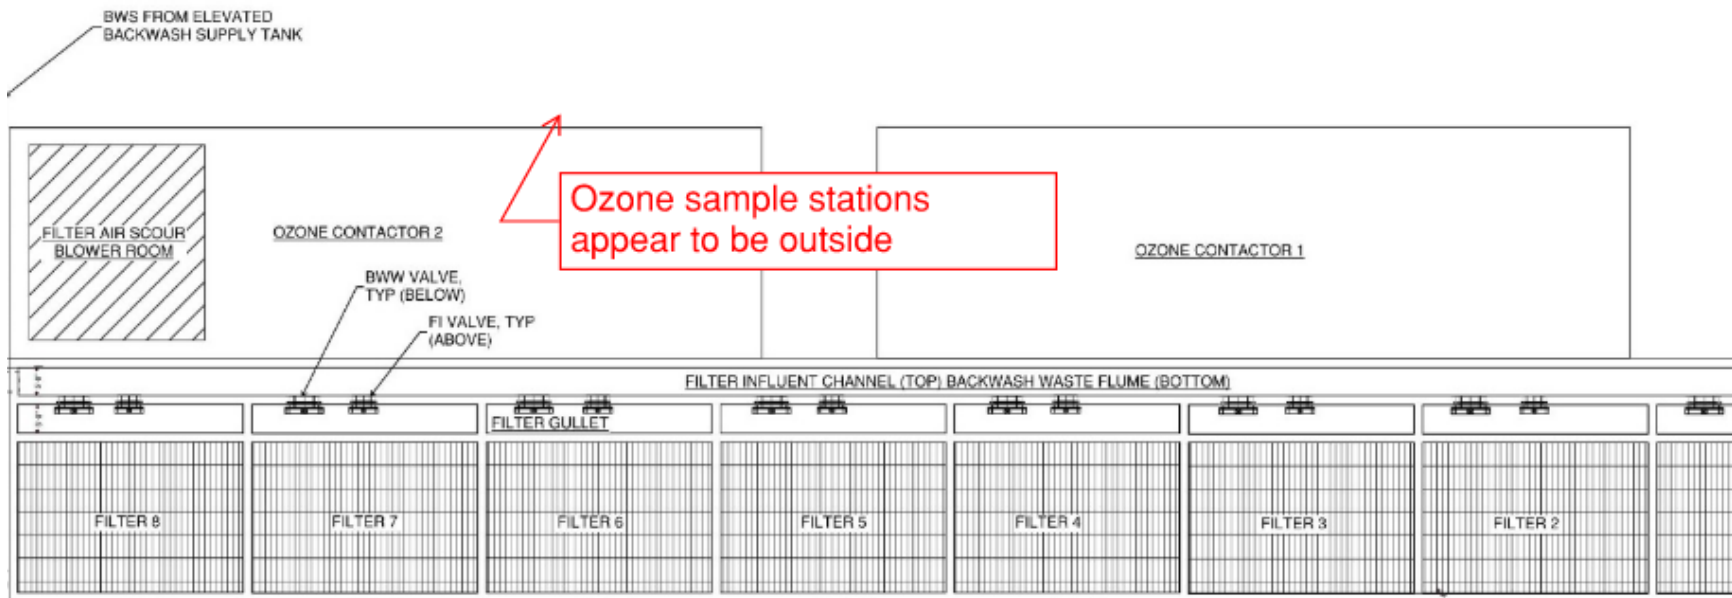 BWS FROM ELEVATED
BACKWASH SUPPLY TANK
Ozone sample stations
appear to be outside
FILTER AIR SCOUR
BLOWER ROOM
OZONE CONTACTOR 2
OZONE CONTACTOR 1
BWW VALVE,
TYP (BELOW)
FI VALVE, TYP
(ABOVE)
FILTER INFLUENT CHANNEL (TOP) BACKWASH WASTE FLUME (BOTTOM)
FILTER GULLET
FILTER 8
FILTER 7
FILTER 6
FILTER 5
FILTER 4
FILTER 3
FILTER 2